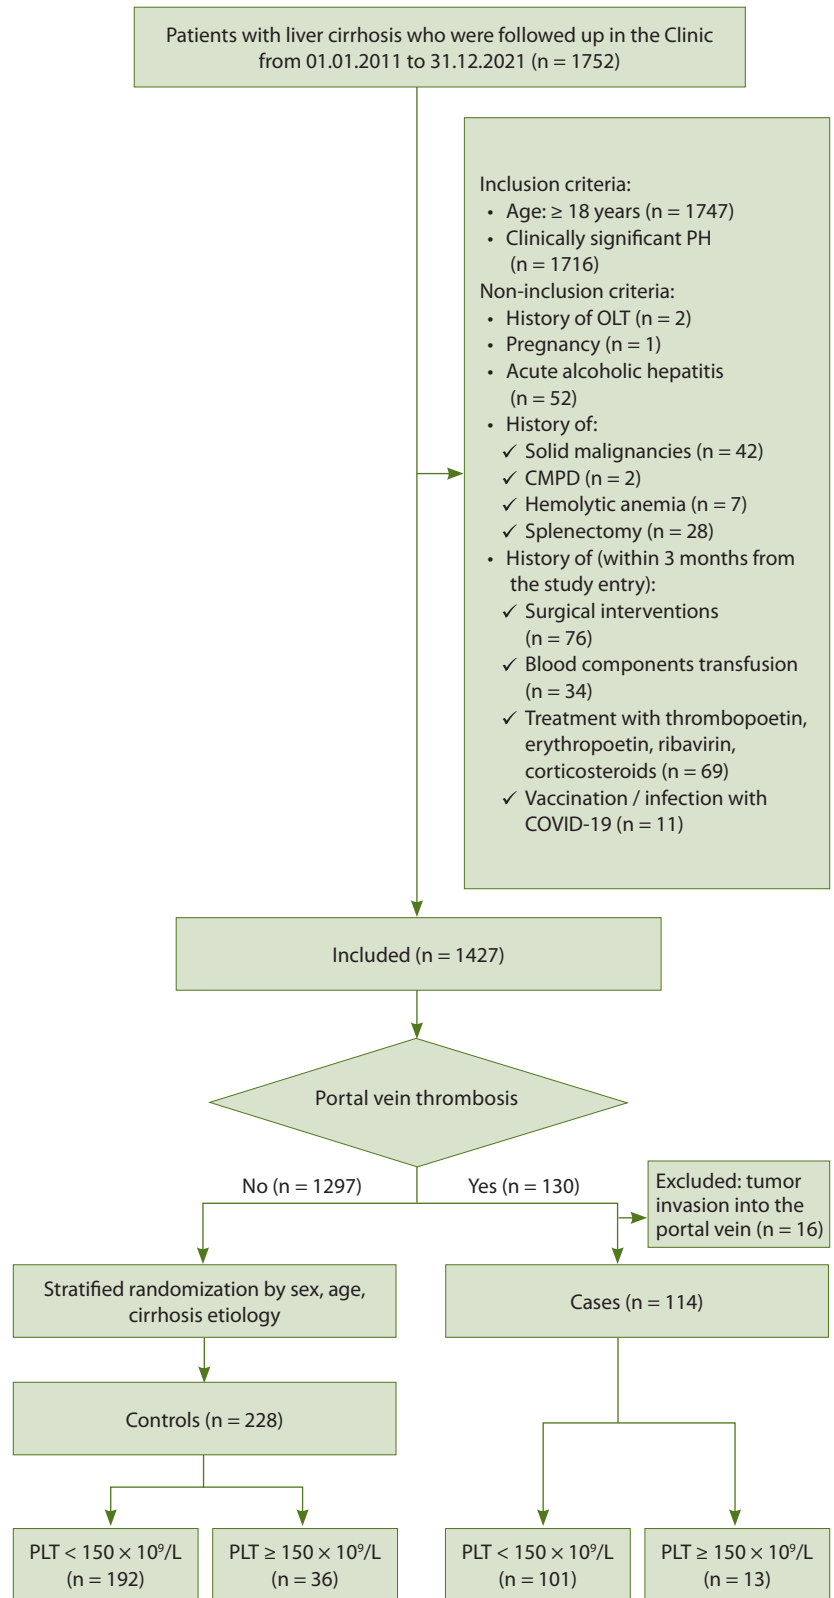 Patients with liver cirrhosis who were followed up in the Clinic
from 01.01.2011 to 31.12.2021 (n = 1752)
Inclusion criteria:
• Age: ≥ 18 years (n = 1747)
• Clinically significant PH
(n = 1716)
Non-inclusion criteria:
• History of OLT (n = 2)
• Pregnancy (n = 1)
• Acute alcoholic hepatitis
(n = 52)
• History of:
✓ Solid malignancies (n = 42)
✓ CMPD (n = 2)
✓ Hemolytic anemia (n = 7)
✓ Splenectomy (n = 28)
• History of (within 3 months from
the study entry):
✓ Surgical interventions
(n = 76)
✓ Blood components transfusion
(n = 34)
✓ Treatment with thrombopoetin,
erythropoetin, ribavirin,
corticosteroids (n = 69)
✓ Vaccination / infection with
COVID-19 (n = 11)
Included (n = 1427)
Portal vein thrombosis
No (n = 1297)
Yes (n = 130)
Excluded: tumor
invasion into the
portal vein (n = 16)
Stratified randomization by sex, age,
cirrhosis etiology
Cases (n = 114)
Controls (n = 228)
PLT < 150 × 10⁹/L
(n = 192)
PLT ≥ 150 × 10⁹/L
(n = 36)
PLT < 150 × 10⁹/L
(n = 101)
PLT ≥ 150 × 10⁹/L
(n = 13)